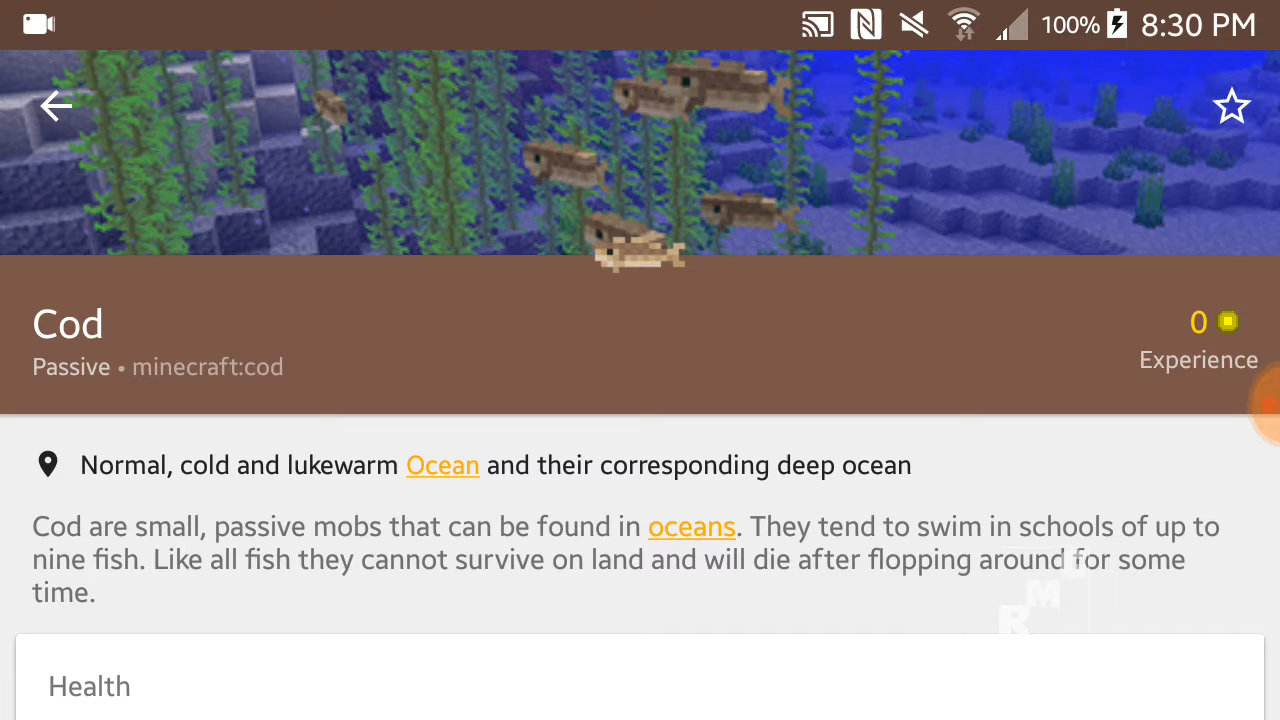 100% 8:30 PM
Cod
0
Passive • minecraft:cod
Experience
Normal, cold and lukewarm Ocean and their corresponding deep ocean
Cod are small, passive mobs that can be found in oceans. They tend to swim in schools of up to
nine fish. Like all fish they cannot survive on land and will die after flopping around for some
time.
R M
Health